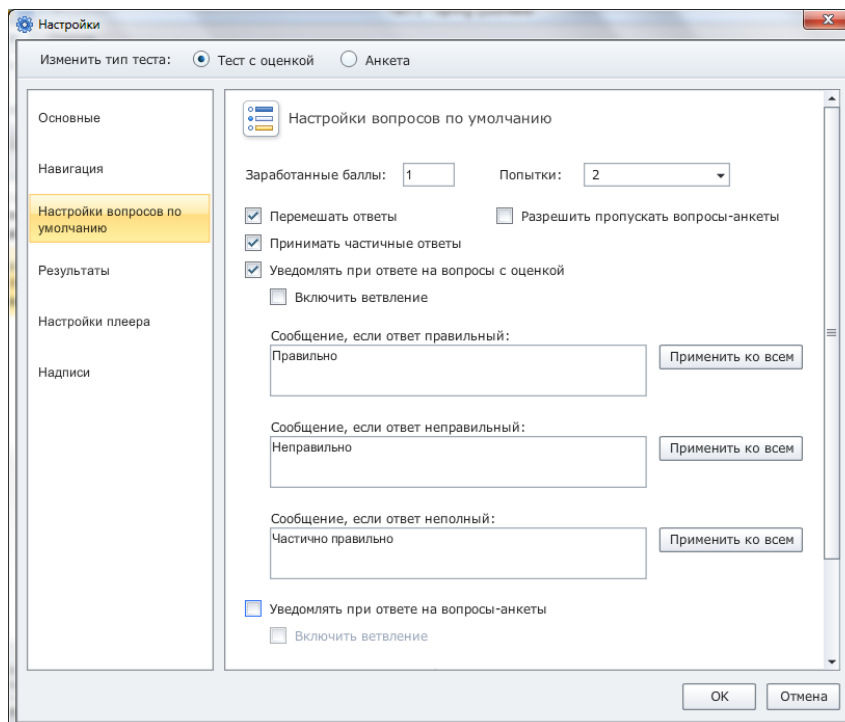 Настройки
Изменить тип теста: Тест с оценкой Анкета
Основные
Навигация
Настройки вопросов по
умолчанию
Результаты
Настройки плеера
Надписи
Настройки вопросов по умолчанию
Заработанные баллы: 1 Попытки: 2
Перемешать ответы Разрешить пропускать вопросы-анкеты
Принимать частичные ответы
Уведомлять при ответе на вопросы с оценкой
Включить ветвление
Сообщение, если ответ правильный:
Правильно Применить ко всем
Сообщение, если ответ неправильный:
Неправильно Применить ко всем
Сообщение, если ответ неполный:
Частично правильно Применить ко всем
Уведомлять при ответе на вопросы-анкеты
Включить ветвление
OK Отмена